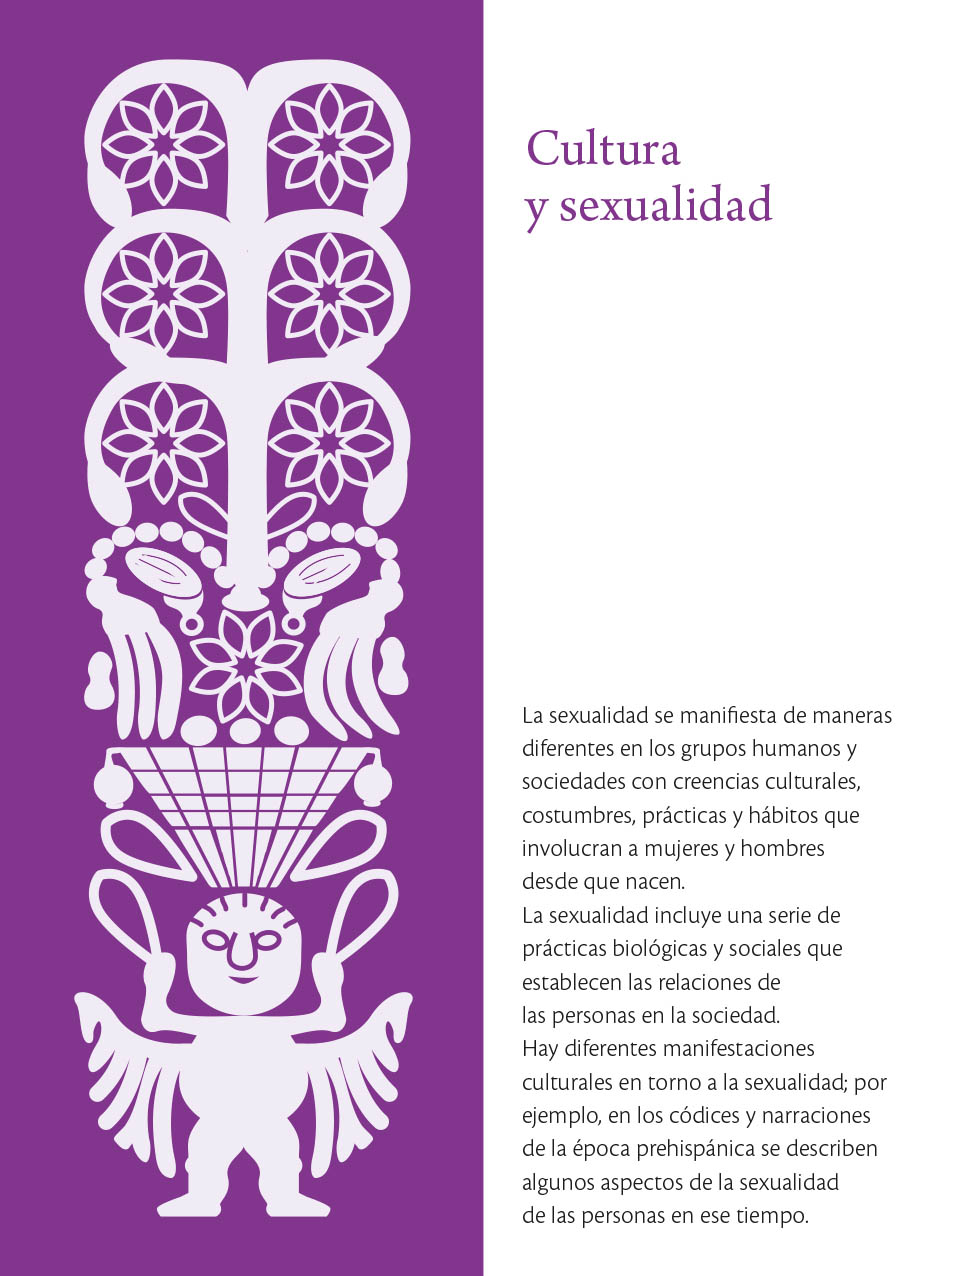 Cultura
y sexualidad
La sexualidad se manifiesta de maneras
diferentes en los grupos humanos y
sociedades con creencias culturales,
costumbres, prácticas y hábitos que
involucran a mujeres y hombres
desde que nacen.
La sexualidad incluye una serie de
prácticas biológicas y sociales que
establecen las relaciones de
las personas en la sociedad.
Hay diferentes manifestaciones
culturales en torno a la sexualidad; por
ejemplo, en los códices y narraciones
de la época prehispánica se describen
algunos aspectos de la sexualidad
de las personas en ese tiempo.